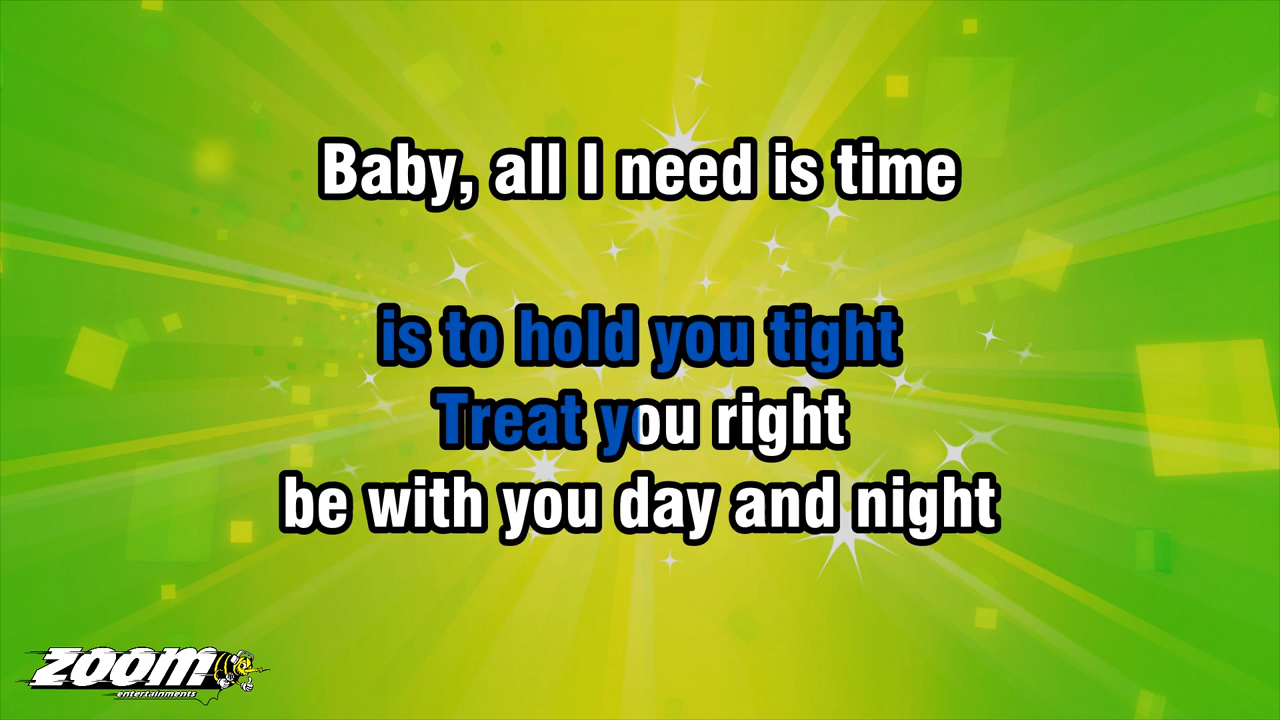 Baby, all I need is time
is to hold you tight
Treat you right
be with you day and night
zoom
entertainments